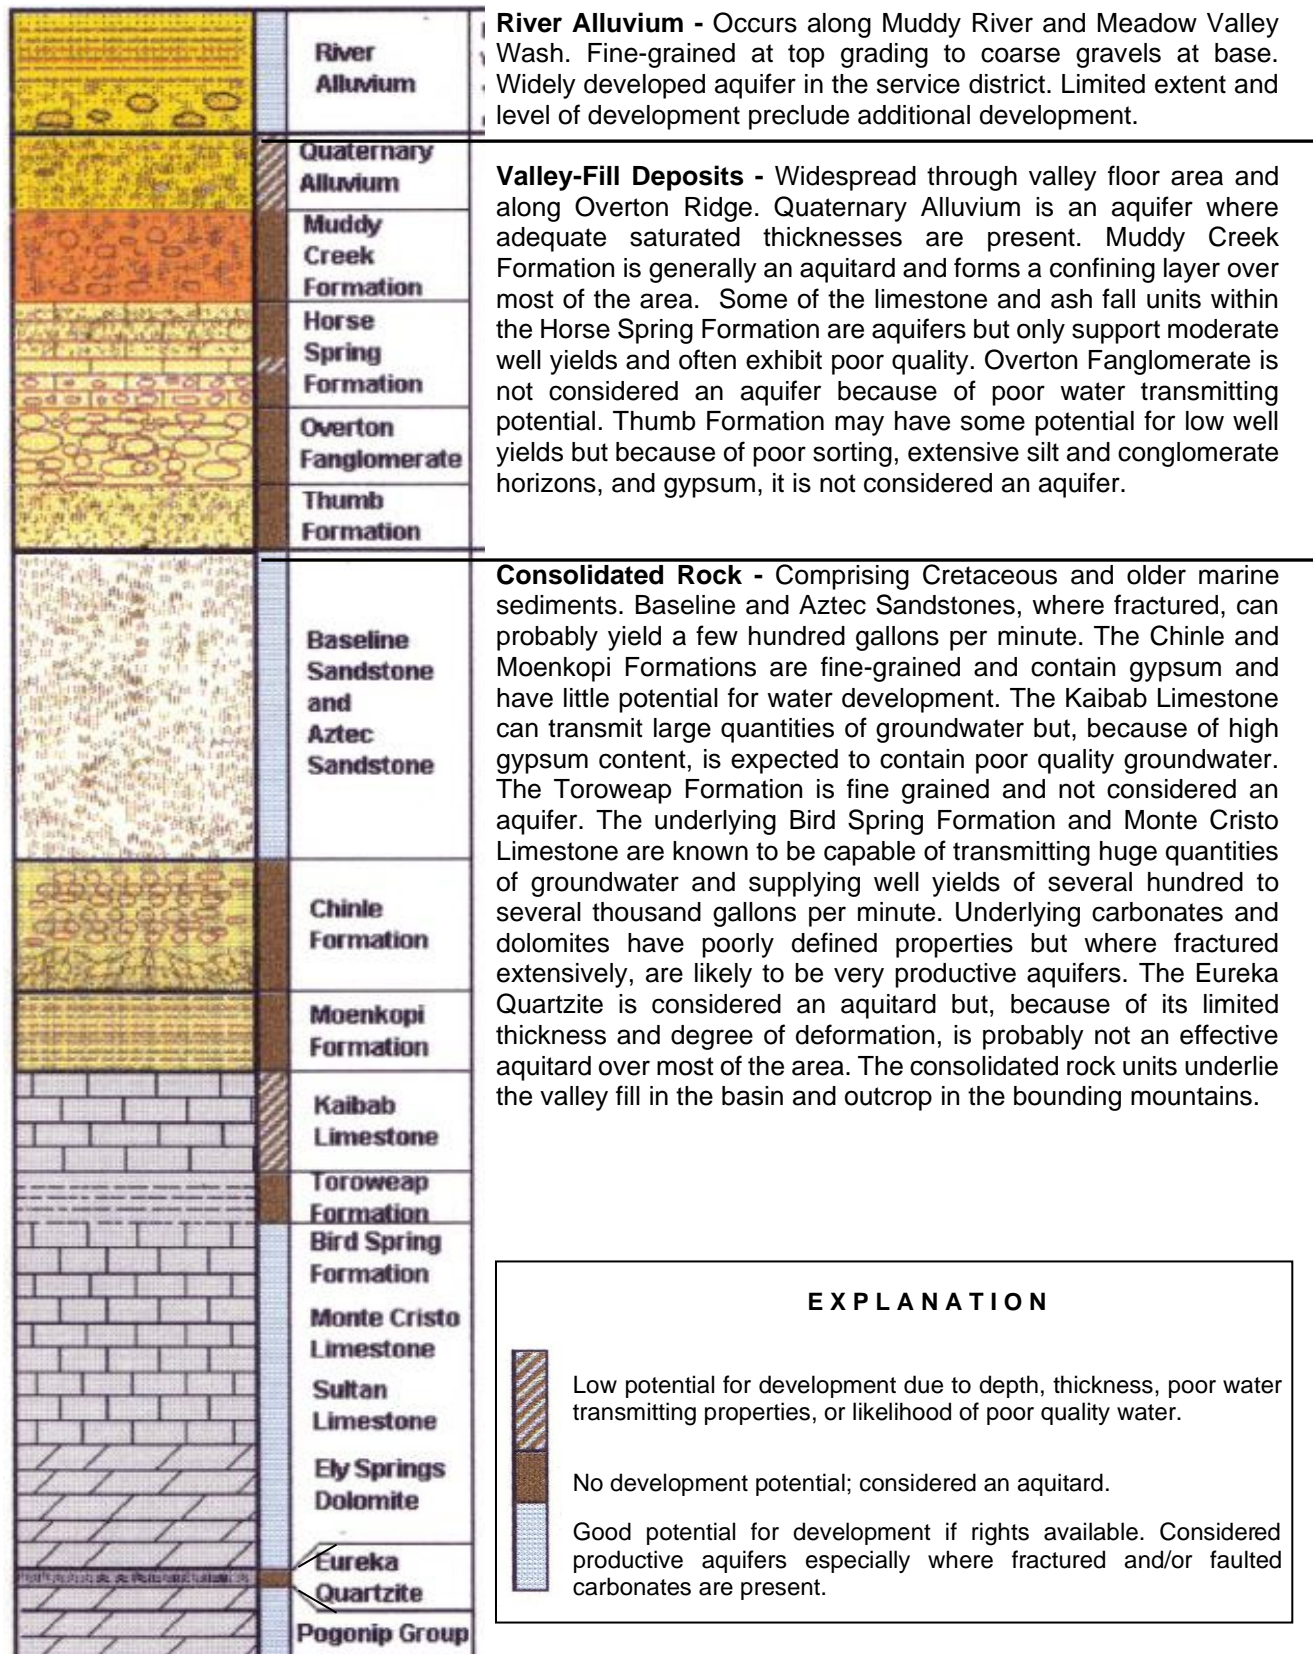 River
Alluvium
River Alluvium - Occurs along Muddy River and Meadow Valley
Wash. Fine-grained at top grading to coarse gravels at base.
Widely developed aquifer in the service district. Limited extent and
level of development preclude additional development.
Quaternary
Alluvium
Muddy
Creek
Formation
Horse
Spring
Formation
Overton
Fanglomerate
Thumb
Formation
Valley-Fill Deposits - Widespread through valley floor area and
along Overton Ridge. Quaternary Alluvium is an aquifer where
adequate saturated thicknesses are present. Muddy Creek
Formation is generally an aquitard and forms a confining layer over
most of the area. Some of the limestone and ash fall units within
the Horse Spring Formation are aquifers but only support moderate
well yields and often exhibit poor quality. Overton Fanglomerate is
not considered an aquifer because of poor water transmitting
potential. Thumb Formation may have some potential for low well
yields but because of poor sorting, extensive silt and conglomerate
horizons, and gypsum, it is not considered an aquifer.
Baseline
Sandstone
and
Aztec
Sandstone
Chinle
Formation
Moenkopi
Formation
Kaibab
Limestone
Toroweap
Formation
Bird Spring
Formation
Monte Cristo
Limestone
Sultan
Limestone
Ely Springs
Dolomite
Eureka
Quartzite
Pogonip Group
Consolidated Rock - Comprising Cretaceous and older marine
sediments. Baseline and Aztec Sandstones, where fractured, can
probably yield a few hundred gallons per minute. The Chinle and
Moenkopi Formations are fine-grained and contain gypsum and
have little potential for water development. The Kaibab Limestone
can transmit large quantities of groundwater but, because of high
gypsum content, is expected to contain poor quality groundwater.
The Toroweap Formation is fine grained and not considered an
aquifer. The underlying Bird Spring Formation and Monte Cristo
Limestone are known to be capable of transmitting huge quantities
of groundwater and supplying well yields of several hundred to
several thousand gallons per minute. Underlying carbonates and
dolomites have poorly defined properties but where fractured
extensively, are likely to be very productive aquifers. The Eureka
Quartzite is considered an aquitard but, because of its limited
thickness and degree of deformation, is probably not an effective
aquitard over most of the area. The consolidated rock units underlie
the valley fill in the basin and outcrop in the bounding mountains.
EXPLANATION
Low potential for development due to depth, thickness, poor water
transmitting properties, or likelihood of poor quality water.
No development potential; considered an aquitard.
Good potential for development if rights available. Considered
productive aquifers especially where fractured and/or faulted
carbonates are present.